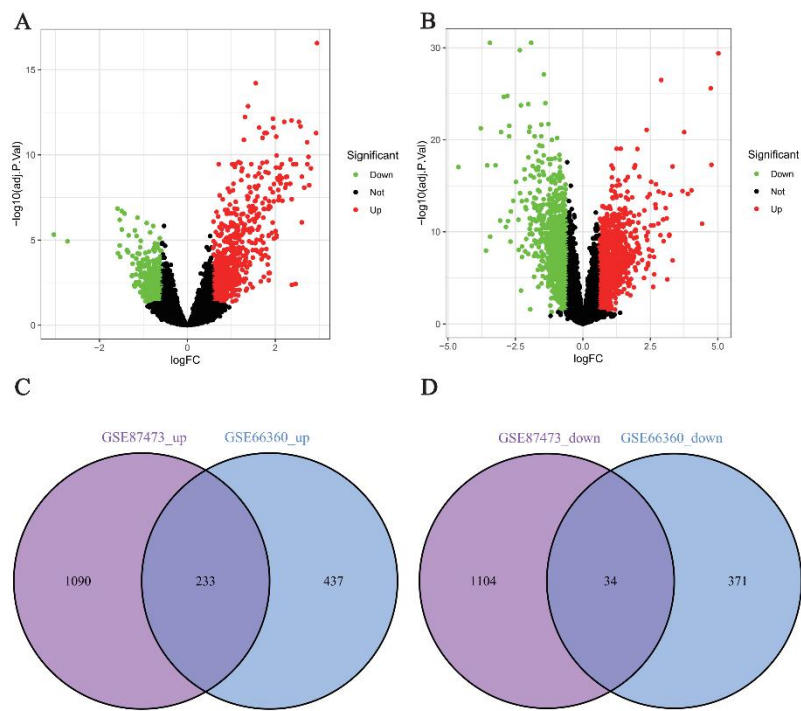 A
B
−log10(adj.P.Val)
15
10
5
0
−2
0
2
logFC
Significant
Down
Not
Up
−log10(adj.P.Val)
30
20
10
0
−5.0
−2.5
0.0
2.5
5.0
logFC
Significant
Down
Not
Up
C
D
GSE87473_up
GSE66360_up
1090
233
437
GSE87473_down
GSE66360_down
1104
34
371